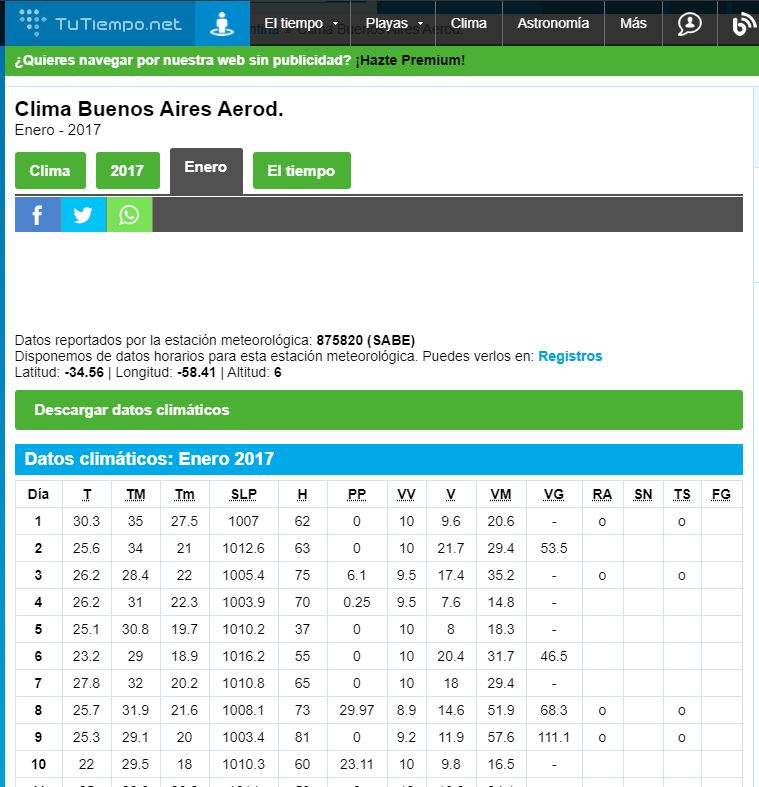 TuTiempo.net El tiempo Playas Clima Astronomía Más
¿Quieres navegar por nuestra web sin publicidad? ¡Hazte Premium!
Clima Buenos Aires Aerod.
Enero - 2017
Clima 2017 Enero El tiempo
Datos reportados por la estación meteorológica: 875820 (SABE)
Disponemos de datos horarios para esta estación meteorológica. Puedes verlos en: Registros
Latitud: -34.56 | Longitud: -58.41 | Altitud: 6
Descargar datos climáticos
Datos climáticos: Enero 2017
Día T TM Tm SLP H PP VV V VM VG RA SN TS FG
1 30.3 35 27.5 1007 62 0 10 9.6 20.6 - o o
2 25.6 34 21 1012.6 63 0 10 21.7 29.4 53.5
3 26.2 28.4 22 1005.4 75 6.1 9.5 17.4 35.2 - o o
4 26.2 31 22.3 1003.9 70 0.25 9.5 7.6 14.8 -
5 25.1 30.8 19.7 1010.2 37 0 10 8 18.3 -
6 23.2 29 18.9 1016.2 55 0 10 20.4 31.7 46.5
7 27.8 32 20.2 1010.8 65 0 10 18 29.4 -
8 25.7 31.9 21.6 1008.1 73 29.97 8.9 14.6 51.9 68.3 o o
9 25.3 29.1 20 1003.4 81 0 9.2 11.9 57.6 111.1 o o
10 22 29.5 18 1010.3 60 23.11 10 9.8 16.5 -